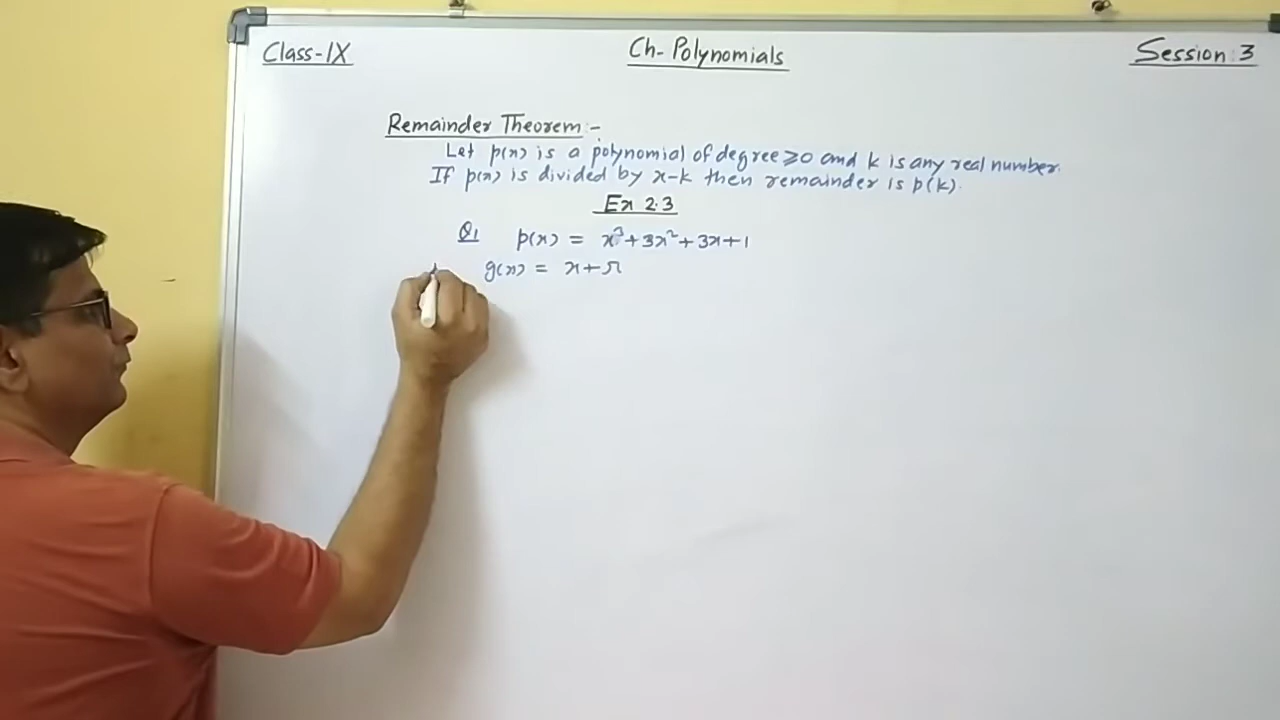 Class-IX
Ch-Polynomials
Session:3
Remainder Theorem:-
Let p(x) is a polynomial of degree ⩾0 and k is any real number.
If p(x) is divided by x-k then remainder is p(k).
Ex 2.3
Q1 p(x) = x³+3x²+3x+1
g(x) = x+π